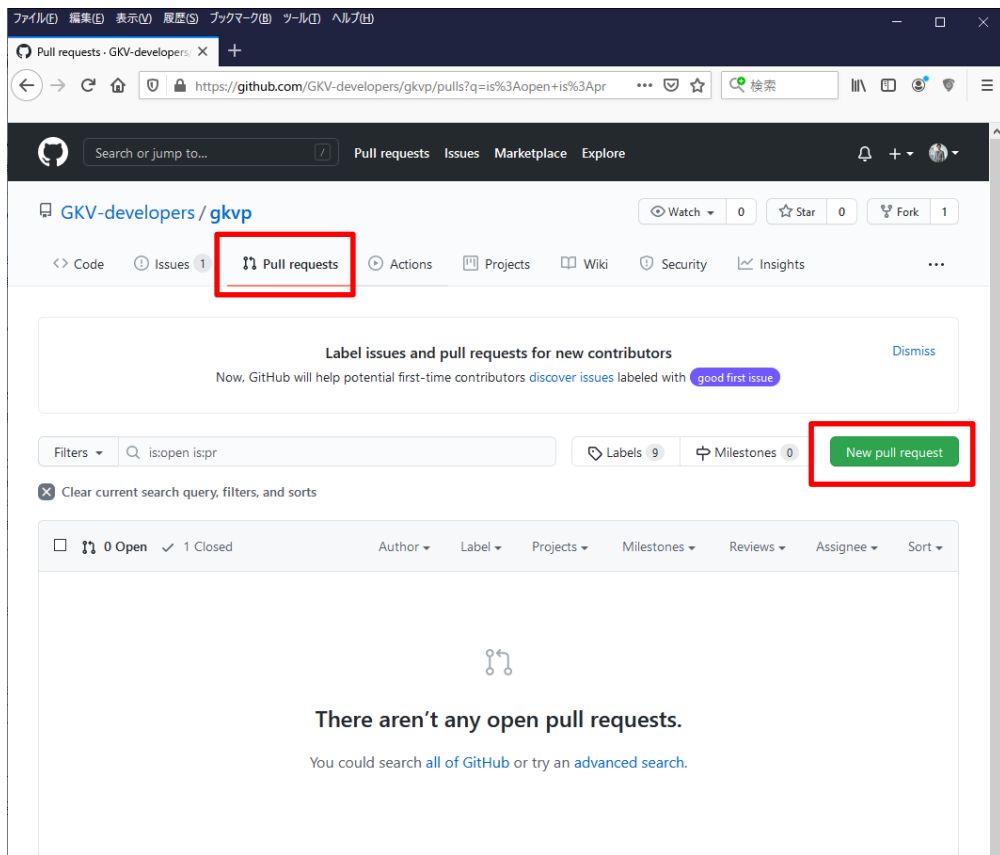 ファイル(F) 編集(E) 表示(V) 履歴(S) ブックマーク(B) ツール(T) ヘルプ(H)
Pull requests · GKV-developers/
https://github.com/GKV-developers/gkvp/pulls?q=is%3Aopen+is%3Apr 検索
Search or jump to... / Pull requests Issues Marketplace Explore
GKV-developers / gkvp Watch 0 Star 0 Fork 1
Code Issues 1 Pull requests Actions Projects Wiki Security Insights
Label issues and pull requests for new contributors Dismiss
Now, GitHub will help potential first-time contributors discover issues labeled with good first issue
Filters is:open is:pr Labels 9 Milestones 0 New pull request
Clear current search query, filters, and sorts
0 Open 1 Closed Author Label Projects Milestones Reviews Assignee Sort
There aren't any open pull requests.
You could search all of GitHub or try an advanced search.